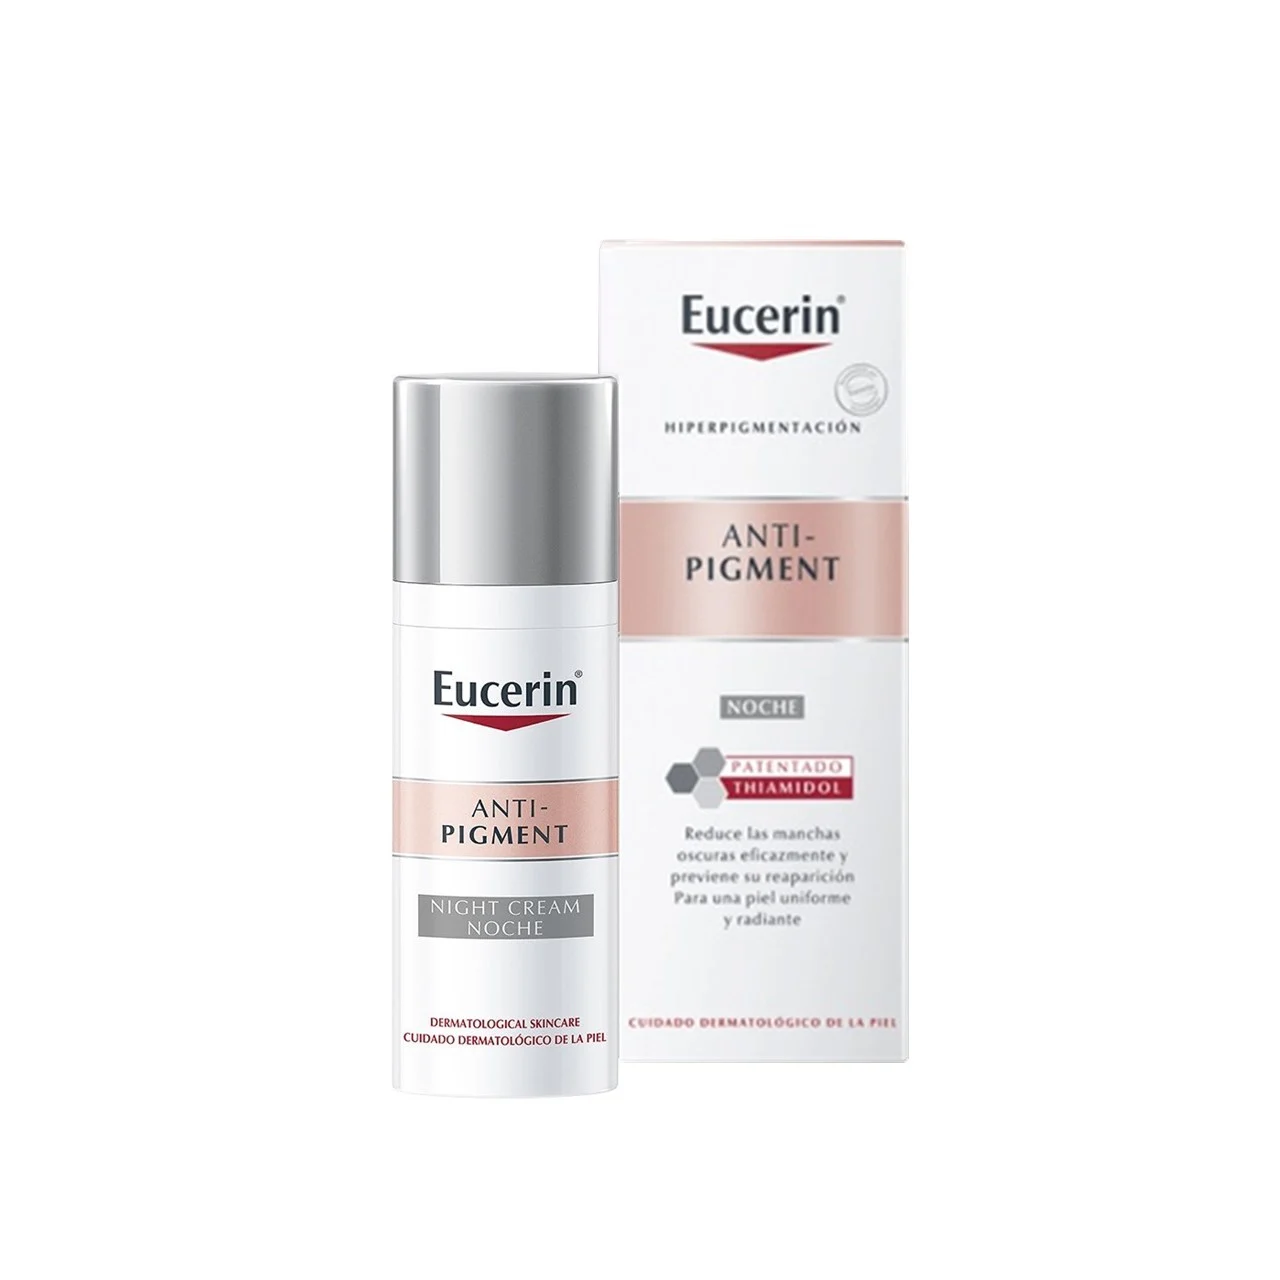 Eucerin®
ANTI-
PIGMENT
NIGHT CREAM
NOCHE
DERMATOLOGICAL SKINCARE
CUIDADO DERMATOLÓGICO DE LA PIEL
Eucerin®
HIPERPIGMENTACIÓN
ANTI-
PIGMENT
NOCHE
PATENTADO
THIAMIDOL
Reduce las manchas
oscuras eficazmente y
previene su reaparición
Para una piel uniforme
y radiante
CUIDADO DERMATOLÓGICO DE LA PIEL